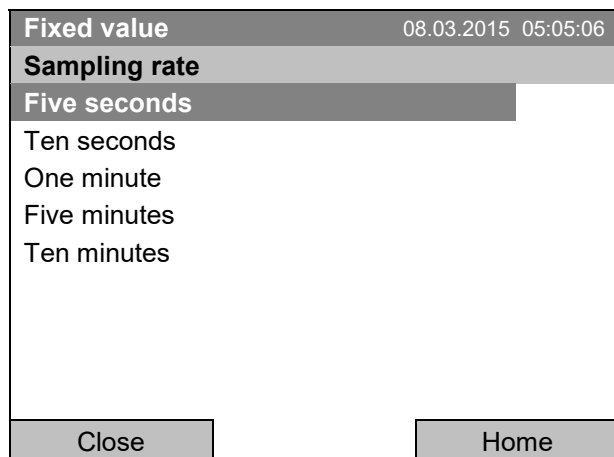 Fixed value 08.03.2015 05:05:06
Sampling rate
Five seconds
Ten seconds
One minute
Five minutes
Ten minutes
Close Home